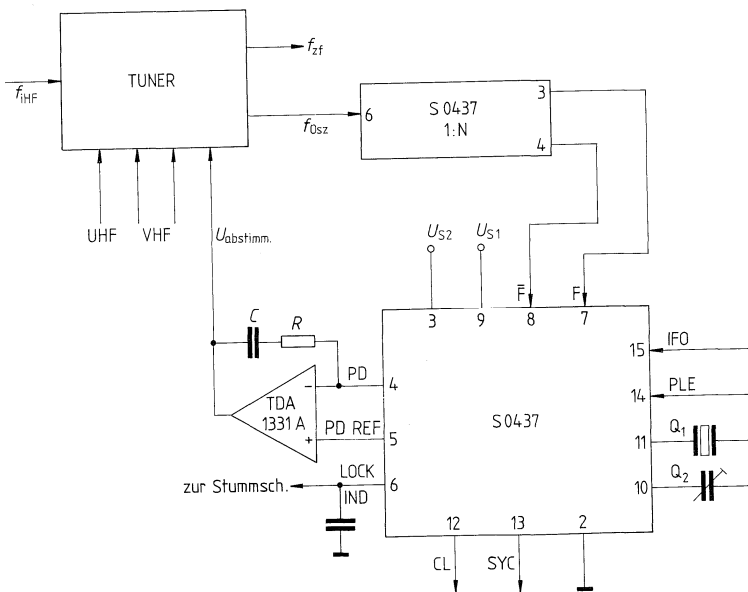 TUNER
f_zf
f_iHF
f_Osz
6
S 0437
1:N
3
4
UHF
VHF
U_abstimm.
U_S2
U_S1
F̅
F
3
9
8
7
C
R
PD
4
TDA
1331 A
PD REF
5
–
+
S 0437
15
IFO
14
PLE
11
Q₁
10
Q₂
zur Stummsch.
LOCK
IND
6
12
13
2
CL
SYC